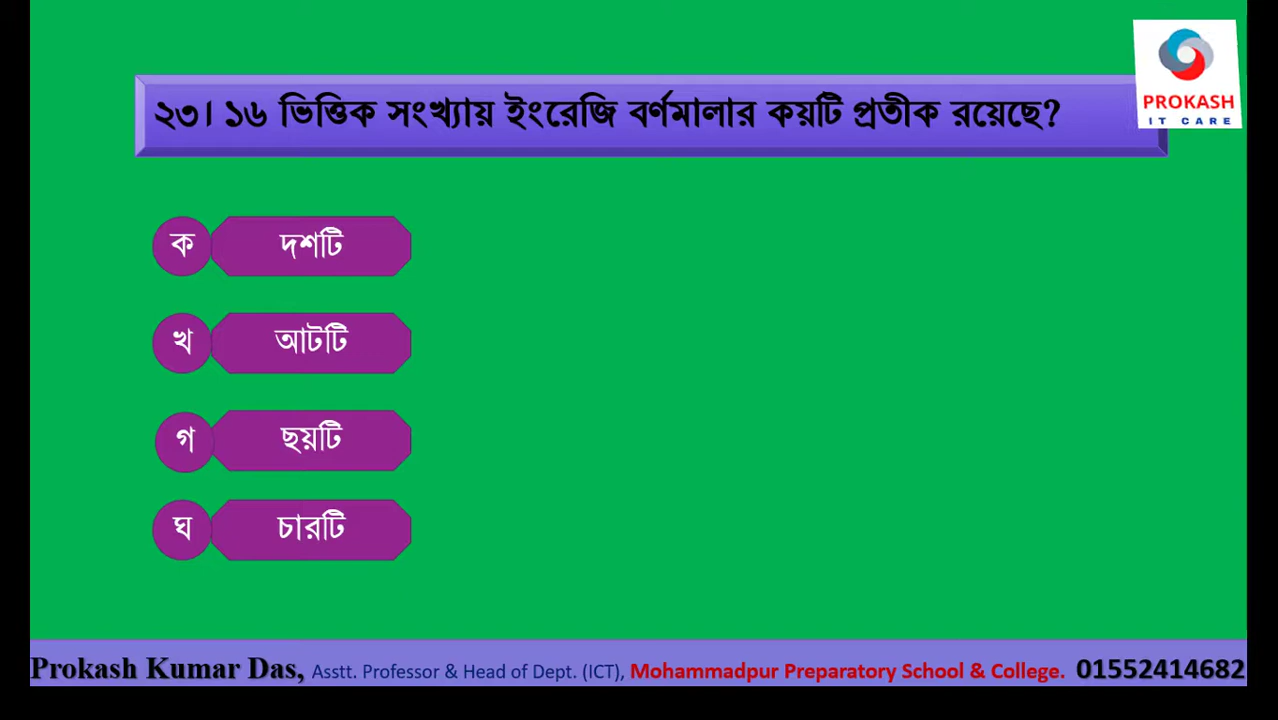 PROKASH
IT CARE
২৩। ১৬ ভিত্তিক সংখ্যায় ইংরেজি বর্ণমালার কয়টি প্রতীক রয়েছে?
ক দশটি
খ আটটি
গ ছয়টি
ঘ চারটি
Prokash Kumar Das, Asstt. Professor & Head of Dept. (ICT), Mohammadpur Preparatory School & College. 01552414682